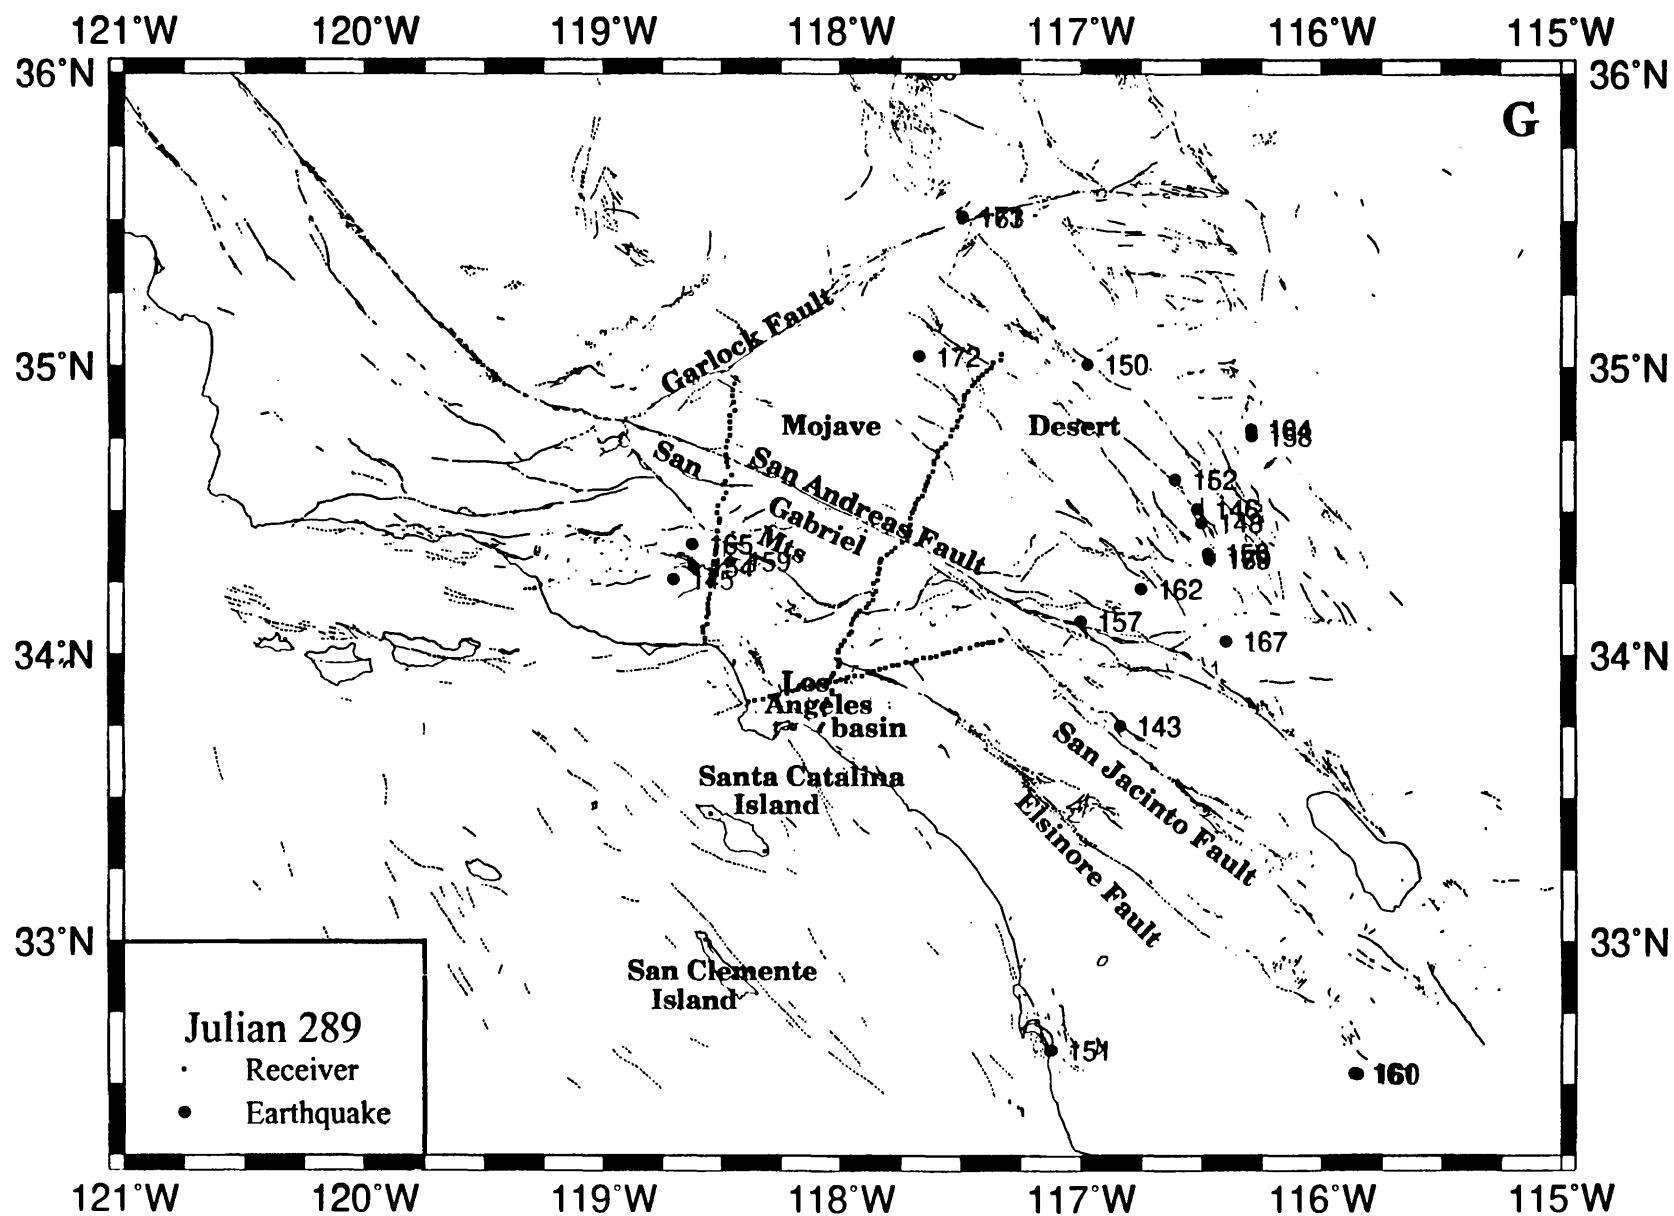 121°W 120°W 119°W 118°W 117°W 116°W 115°W
36°N 36°N
G
Garlock Fault
35°N 172 150 35°N
Mojave Desert
San San Andreas Fault
152
146
Gabriel
Mts
165
159
162
157
167
34°N 34°N
Los
Angeles
basin
143
San Jacinto Fault
Santa Catalina
Island
Elsinore Fault
33°N 33°N
San Clemente
Island
Julian 289
Receiver
Earthquake
151
160
121°W 120°W 119°W 118°W 117°W 116°W 115°W